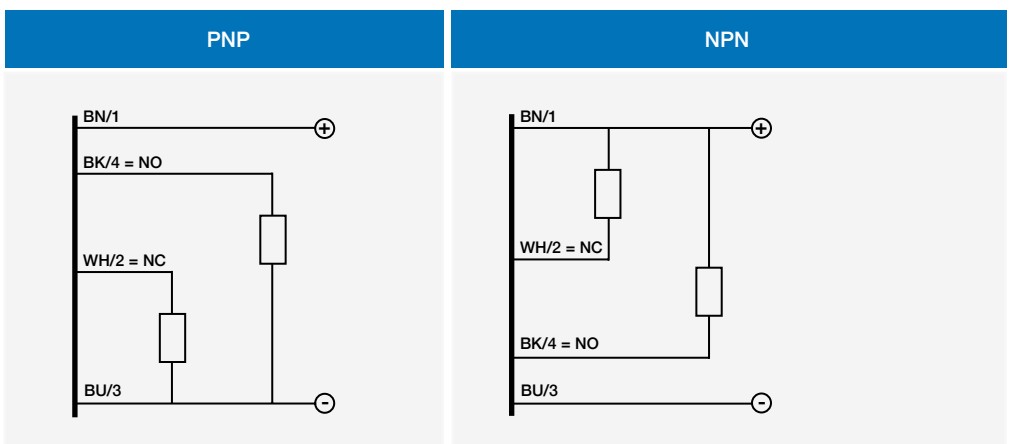 PNP
BN/1
+
BK/4 = NO
WH/2 = NC
BU/3
-
NPN
BN/1
+
WH/2 = NC
BK/4 = NO
BU/3
-